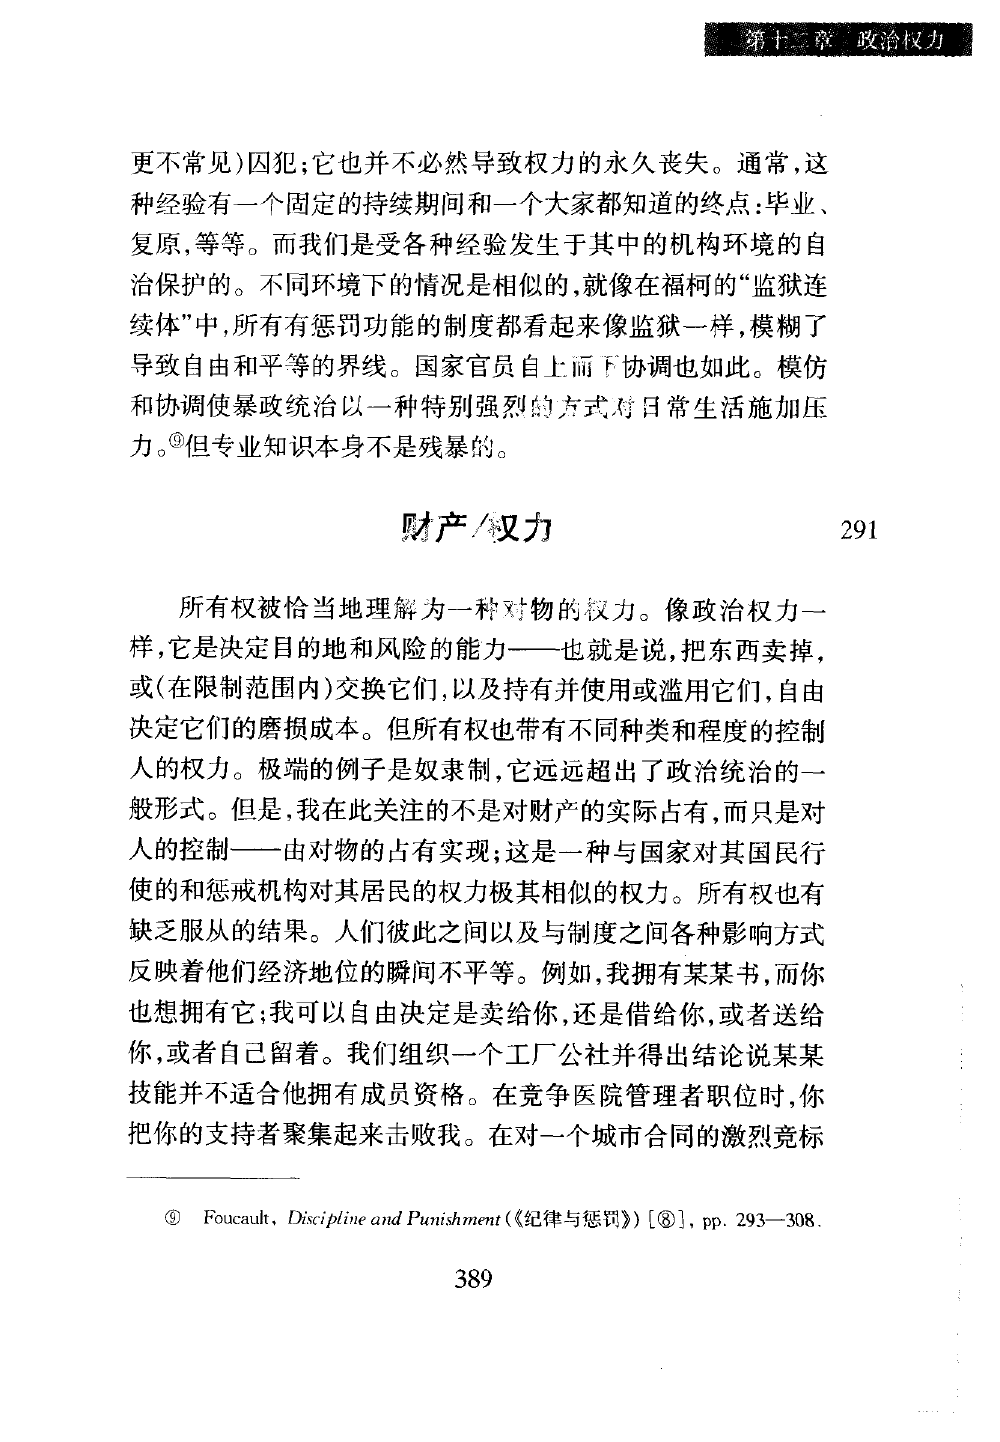 第十二章 政治权力
更不常见)囚犯;它也并不必然导致权力的永久丧失。通常,这
种经验有一个固定的持续期间和一个大家都知道的终点:毕业、
复原,等等。而我们是受各种经验发生于其中的机构环境的自
治保护的。不同环境下的情况是相似的,就像在福柯的“监狱连
续体”中,所有有惩罚功能的制度都看起来像监狱一样,模糊了
导致自由和平等的界线。国家官员自上而下协调也如此。模仿
和协调使暴政统治以一种特别强烈的方式对日常生活施加压
力。⑨但专业知识本身不是残暴的。
财产/权力
291
所有权被恰当地理解为一种对物的权力。像政治权力一
样,它是决定目的地和风险的能力——也就是说,把东西卖掉,
或(在限制范围内)交换它们,以及持有并使用或滥用它们,自由
决定它们的磨损成本。但所有权也带有不同种类和程度的控制
人的权力。极端的例子是奴隶制,它远远超出了政治统治的一
般形式。但是,我在此关注的不是对财产的实际占有,而只是对
人的控制——由对物的占有实现;这是一种与国家对其国民行
使的和惩戒机构对其居民的权力极其相似的权力。所有权也有
缺乏服从的结果。人们彼此之间以及与制度之间各种影响方式
反映着他们经济地位的瞬间不平等。例如,我拥有某某书,而你
也想拥有它;我可以自由决定是卖给你,还是借给你,或者送给
你,或者自己留着。我们组织一个工厂公社并得出结论说某某
技能并不适合他拥有成员资格。在竞争医院管理者职位时,你
把你的支持者聚集起来击败我。在对一个城市合同的激烈竞标
⑨ Foucault, Discipline and Punishment (《纪律与惩罚》) [⑧], pp. 293—308.
389